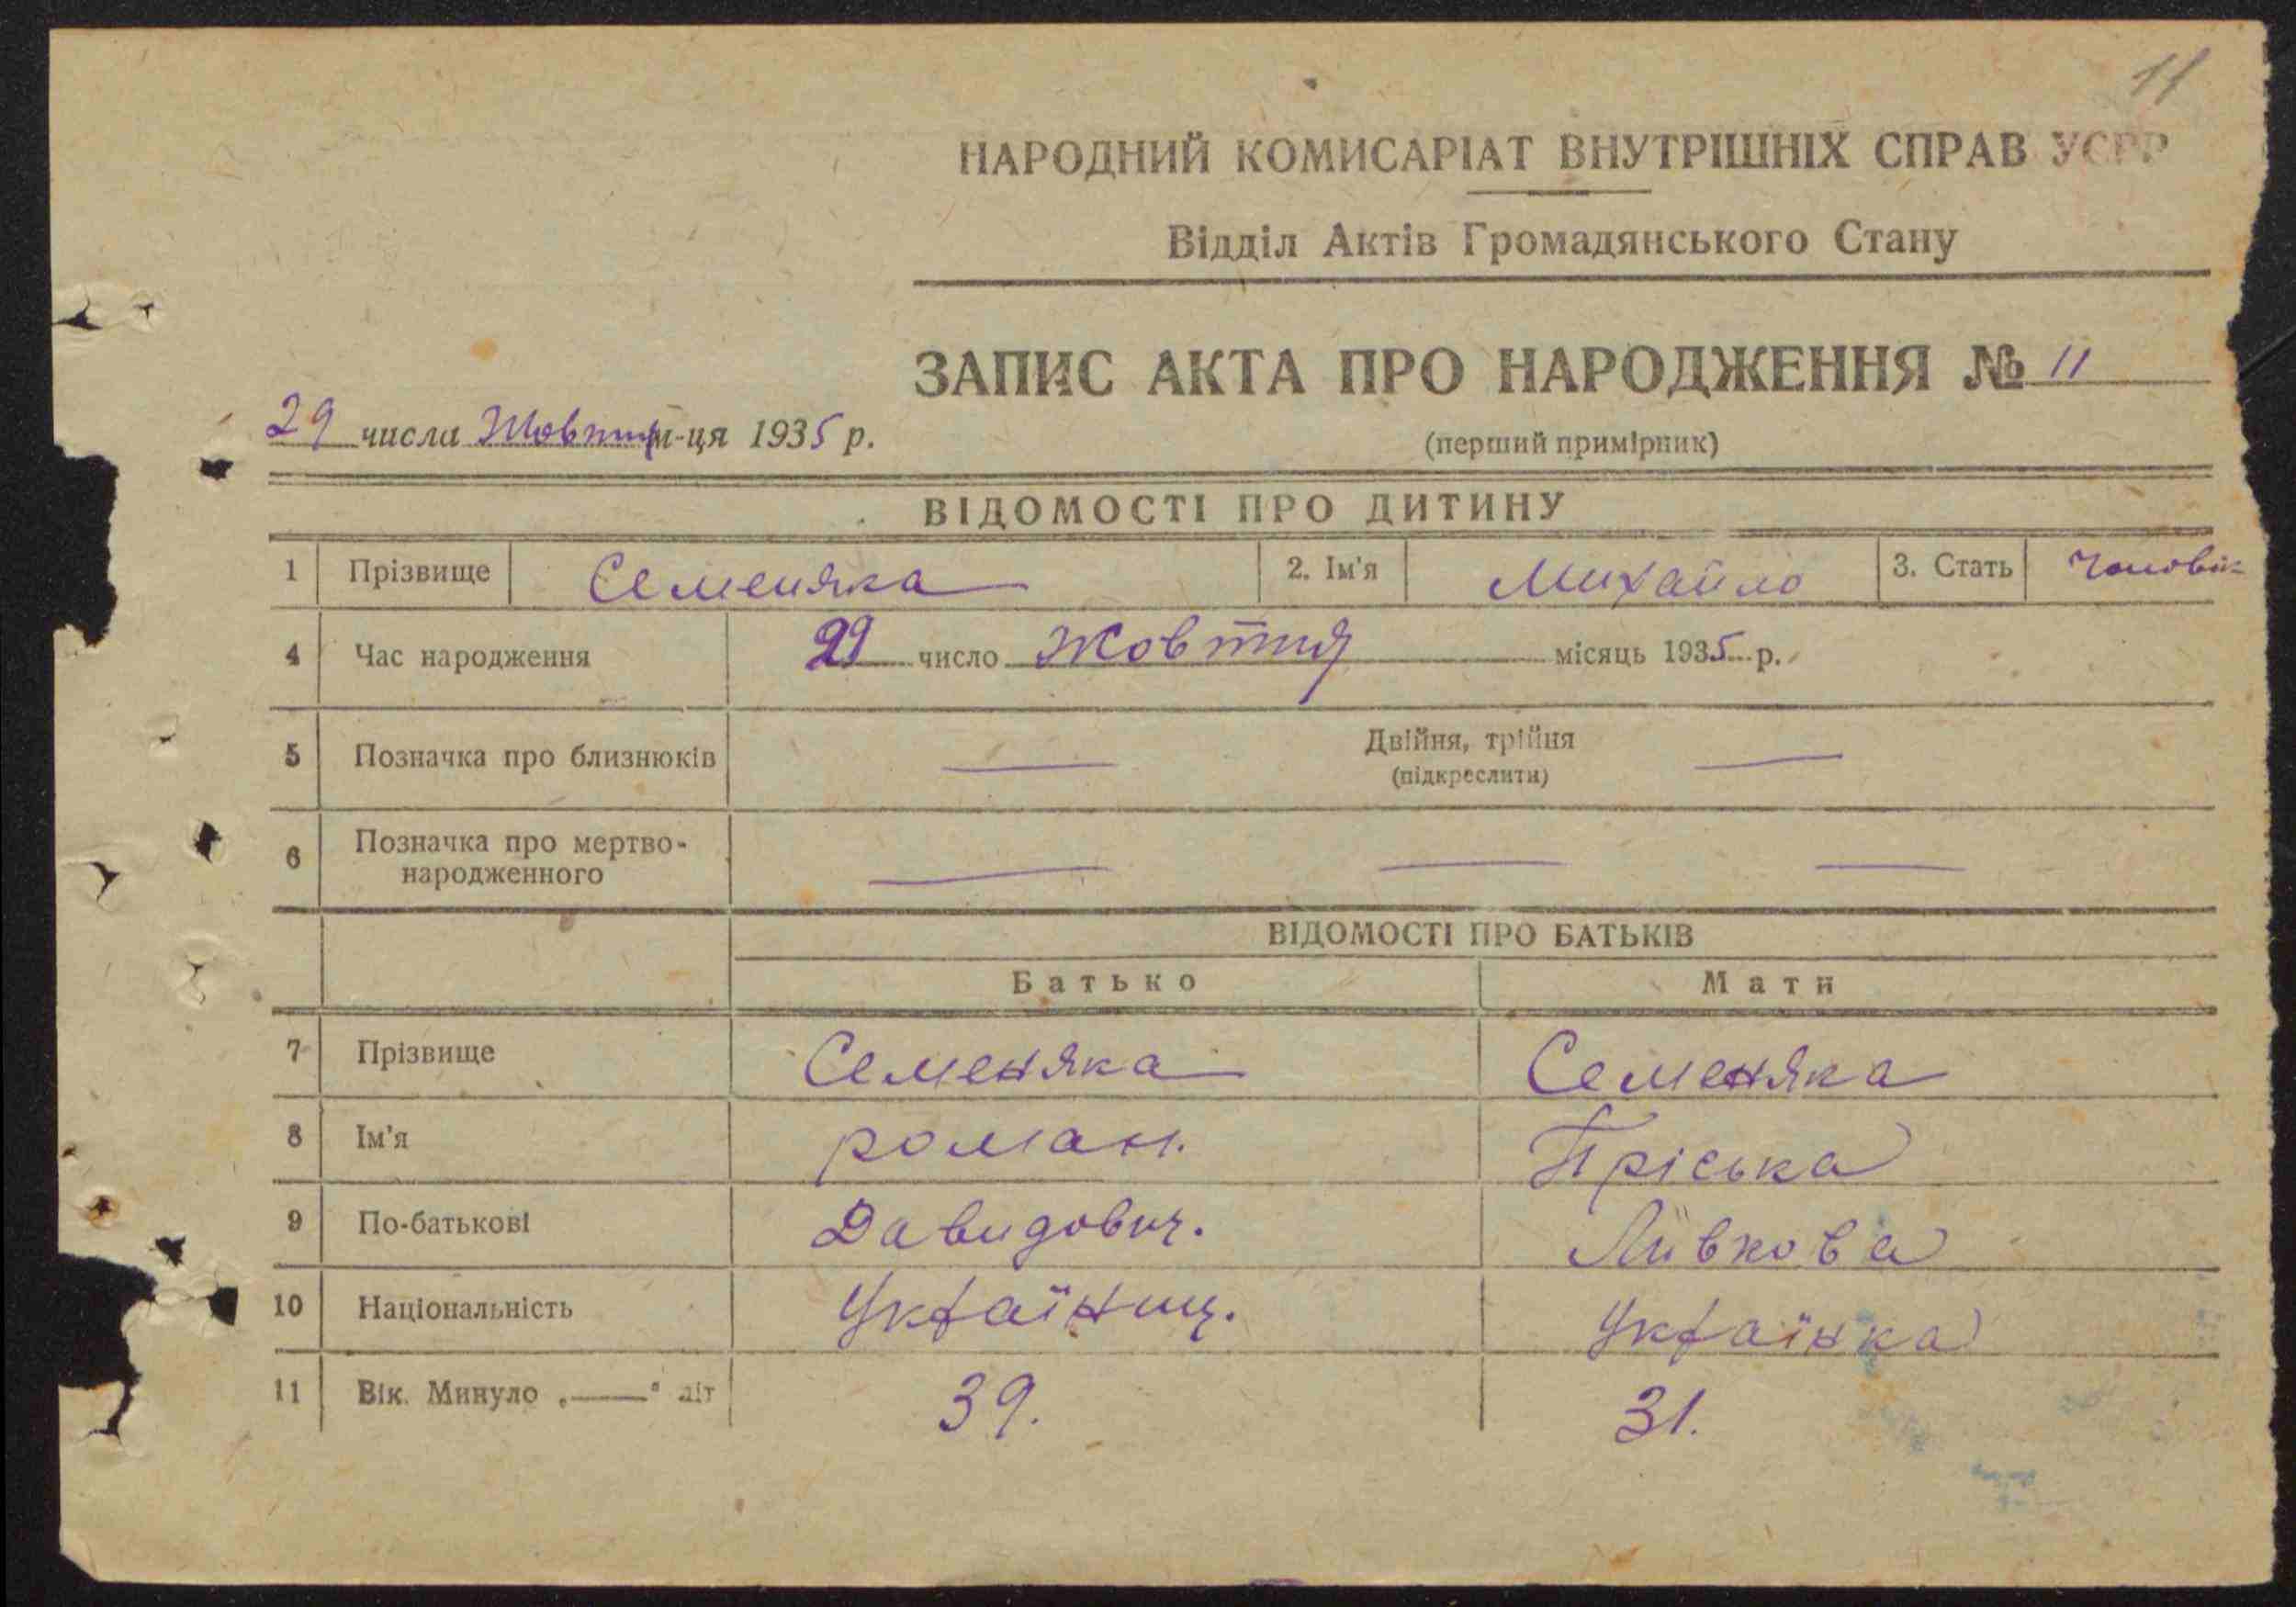 11
НАРОДНИЙ КОМИСАРІАТ ВНУТРІШНІХ СПРАВ УСРР
Відділ Актів Громадянського Стану
ЗАПИС АКТА ПРО НАРОДЖЕННЯ № 11
29 числа Жовтня м-ця 1935 р.
(перший примірник)
ВІДОМОСТІ ПРО ДИТИНУ
1 Прізвище Семеняка 2. Ім'я Михайло 3. Стать Чоловік
4 Час народження 29 число Жовтня місяць 1935 р.
5 Позначка про близнюків — Двійня, трійня —
(підкреслити)
6 Позначка про мертво-
народженного — — —
ВІДОМОСТІ ПРО БАТЬКІВ
Батько Мати
7 Прізвище Семеняка Семеняка
8 Ім'я роман. Пріська
9 По-батькові Давидович. Лівкова
10 Національність Українец. Українка
11 Вік. Минуло „—" літ 39. 31.